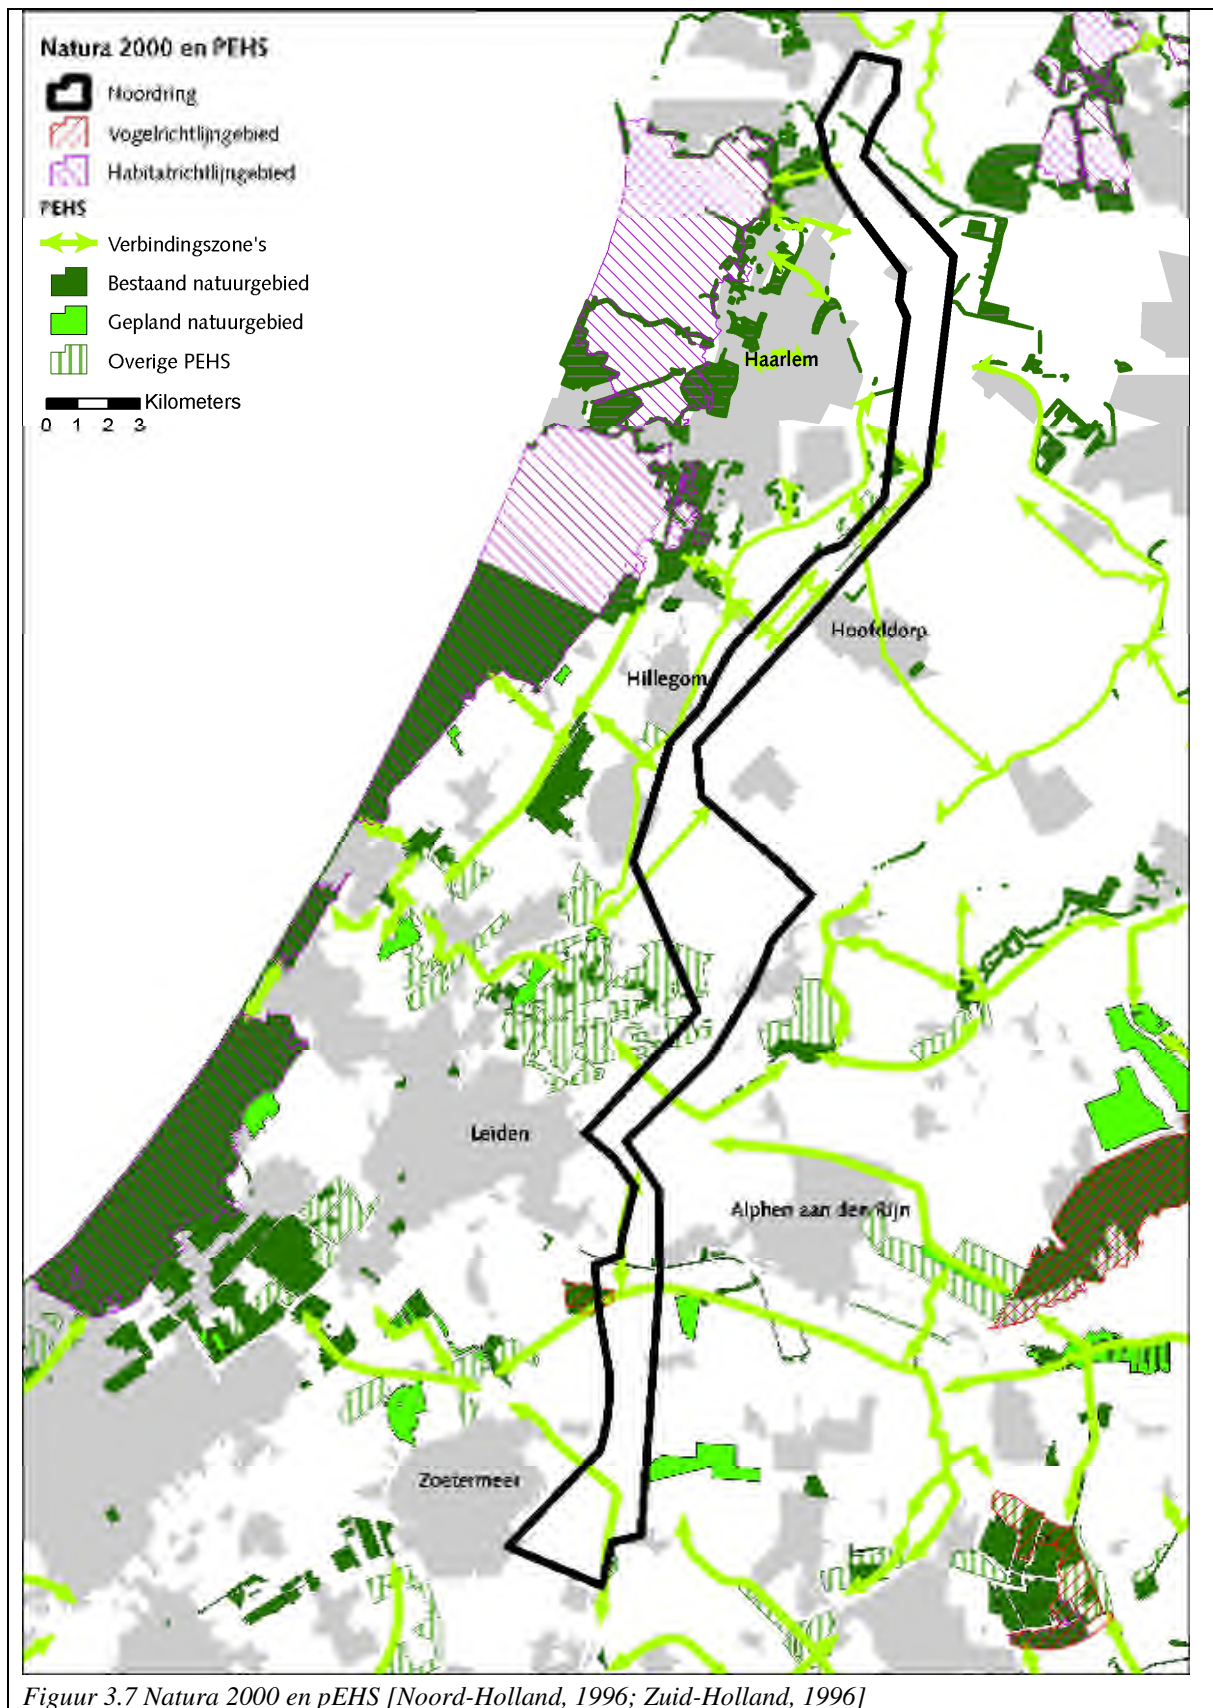 Natura 2000 en PEHS
Noordring
Vogelrichtlijngebied
Habitatrichtlijngebied
PEHS
Verbindingszone's
Bestaand natuurgebied
Gepland natuurgebied
Overige PEHS
Kilometers
0 1 2 3
Haarlem
Hoofddorp
Hillegom
Leiden
Alphen aan den Rijn
Zoetermeer
Figuur 3.7 Natura 2000 en pEHS [Noord-Holland, 1996; Zuid-Holland, 1996]